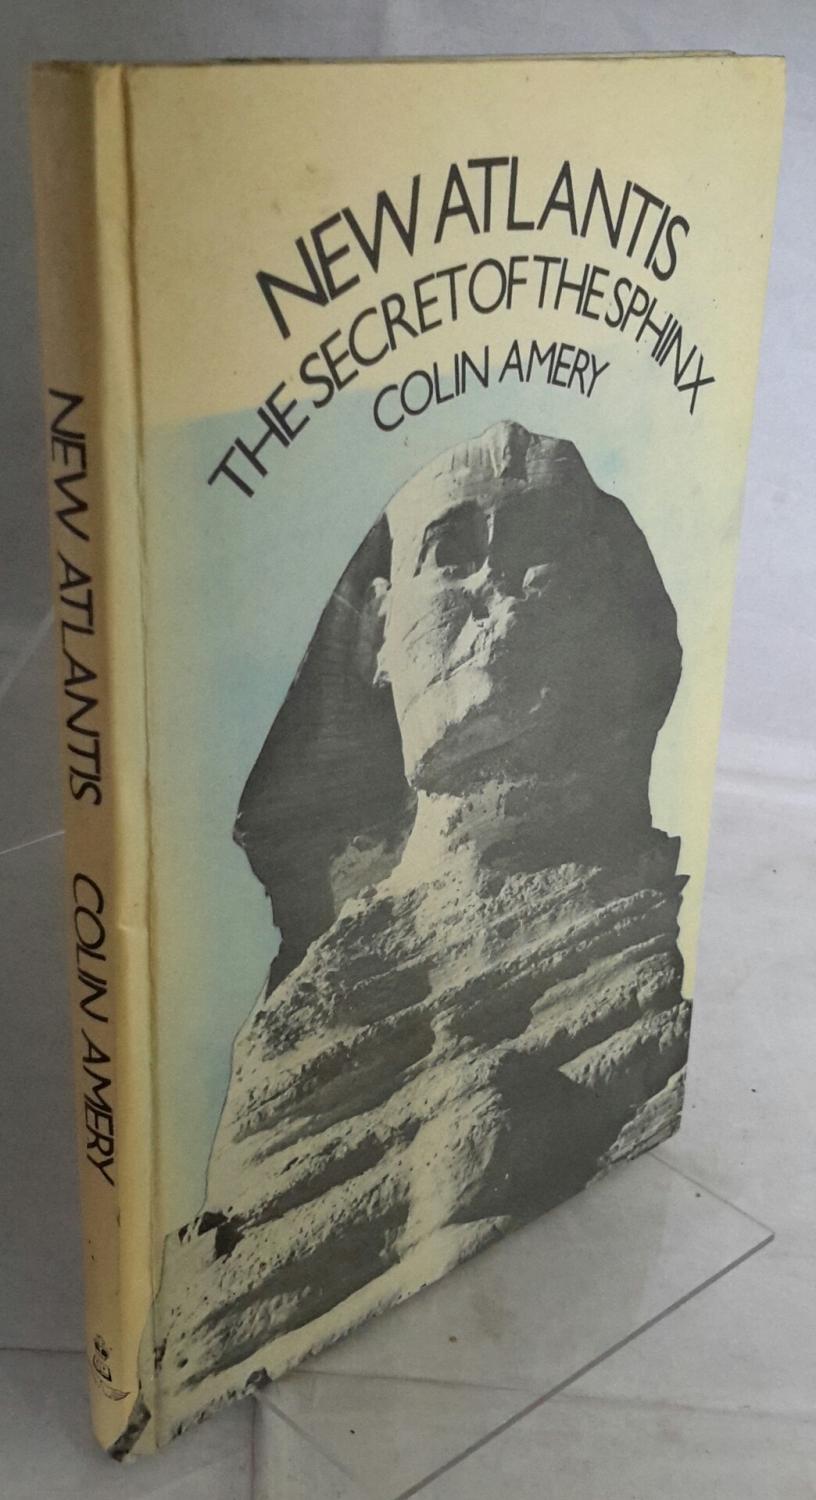 NEW ATLANTIS
THE SECRET OF THE SPHINX
COLIN AMERY
NEW ATLANTIS COLIN AMERY